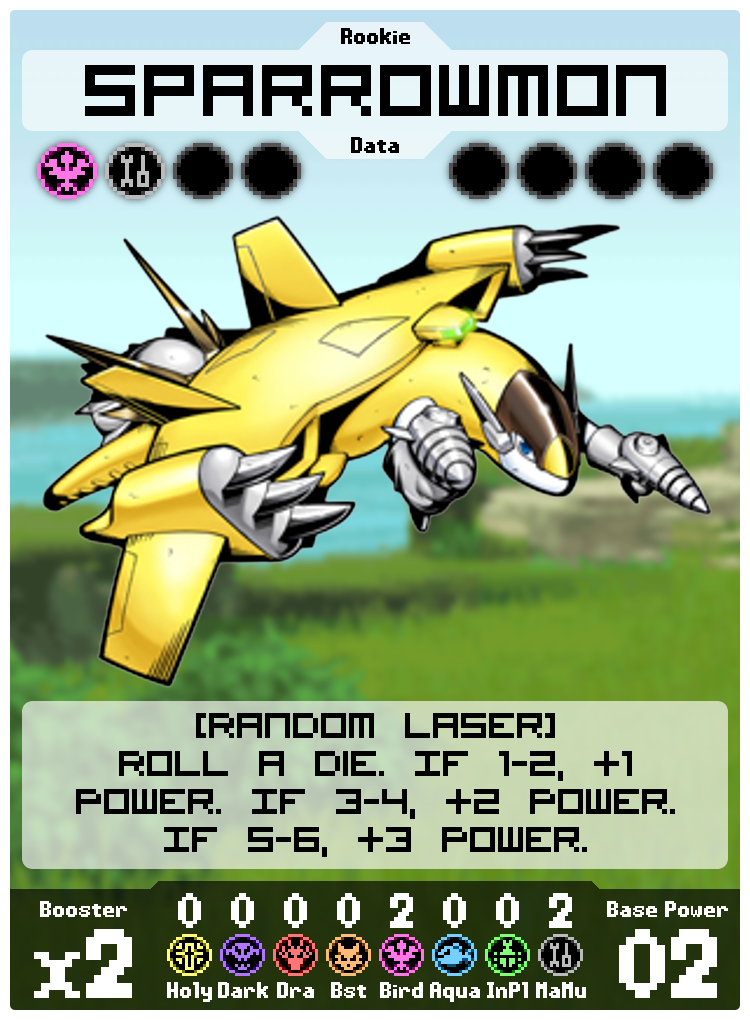 Rookie
SPARROWMON
Data
[RANDOM LASER]
ROLL A DIE. IF 1-2, +1
POWER. IF 3-4, +2 POWER.
IF 5-6, +3 POWER.
Booster
x2
0 0 0 0 2 0 0 2
Holy Dark Dra Bst Bird Aqua InPl MaMu
Base Power
02